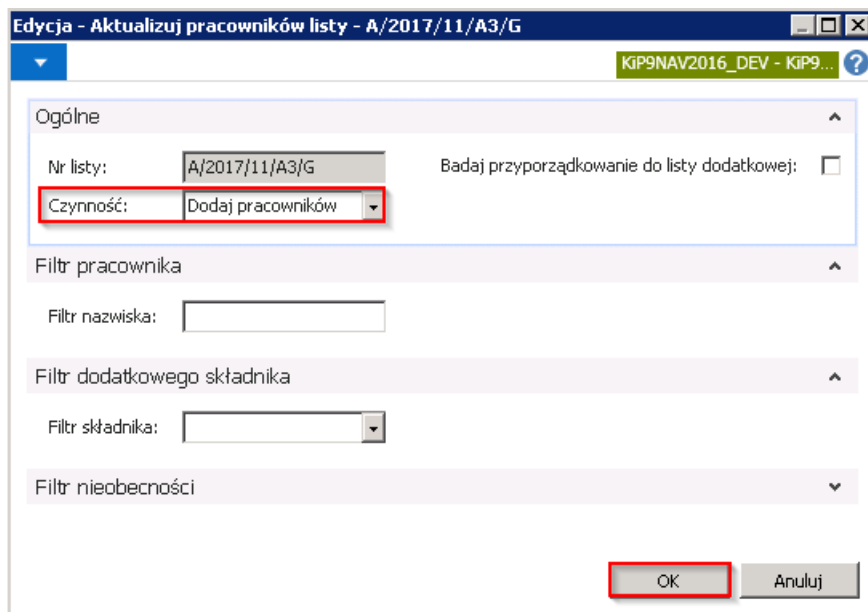 Edycja - Aktualizuj pracowników listy - A/2017/11/A3/G
KiP9NAV2016_DEV - KiP9... ?
Ogólne
Nr listy: A/2017/11/A3/G Badaj przyporządkowanie do listy dodatkowej:
Czynność: Dodaj pracowników
Filtr pracownika
Filtr nazwiska:
Filtr dodatkowego składnika
Filtr składnika:
Filtr nieobecności
OK Anuluj